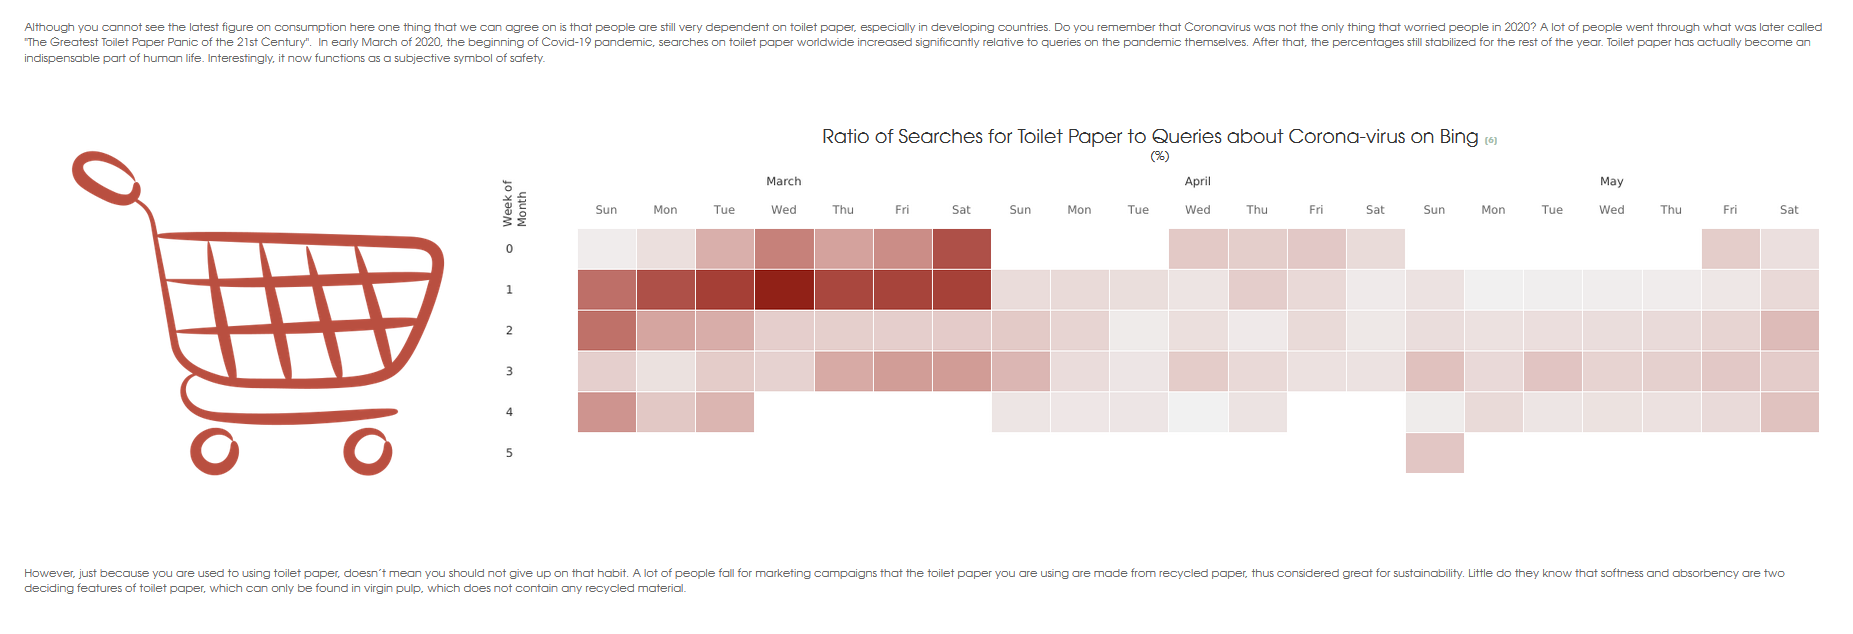 Although you cannot see the latest figure on consumption here one thing that we can agree on is that people are still very dependent on toilet paper, especially in developing countries. Do you remember that Coronavirus was not the only thing that worried people in 2020? A lot of people went through what was later called
"The Greatest Toilet Paper Panic of the 21st Century".  In early March of 2020, the beginning of Covid-19 pandemic, searches on toilet paper worldwide increased significantly relative to queries on the pandemic themselves. After that, the percentages still stabilized for the rest of the year. Toilet paper has actually become an
indispensable part of human life. Interestingly, it now functions as a subjective symbol of safety.
Ratio of Searches for Toilet Paper to Queries about Corona-virus on Bing [6]
(%)
Week of
Month
March April May
Sun Mon Tue Wed Thu Fri Sat Sun Mon Tue Wed Thu Fri Sat Sun Mon Tue Wed Thu Fri Sat
0
1
2
3
4
5
However, just because you are used to using toilet paper, doesn't mean you should not give up on that habit. A lot of people fall for marketing campaigns that the toilet paper you are using are made from recycled paper, thus considered great for sustainability. Little do they know that softness and absorbency are two
deciding features of toilet paper, which can only be found in virgin pulp, which does not contain any recycled material.